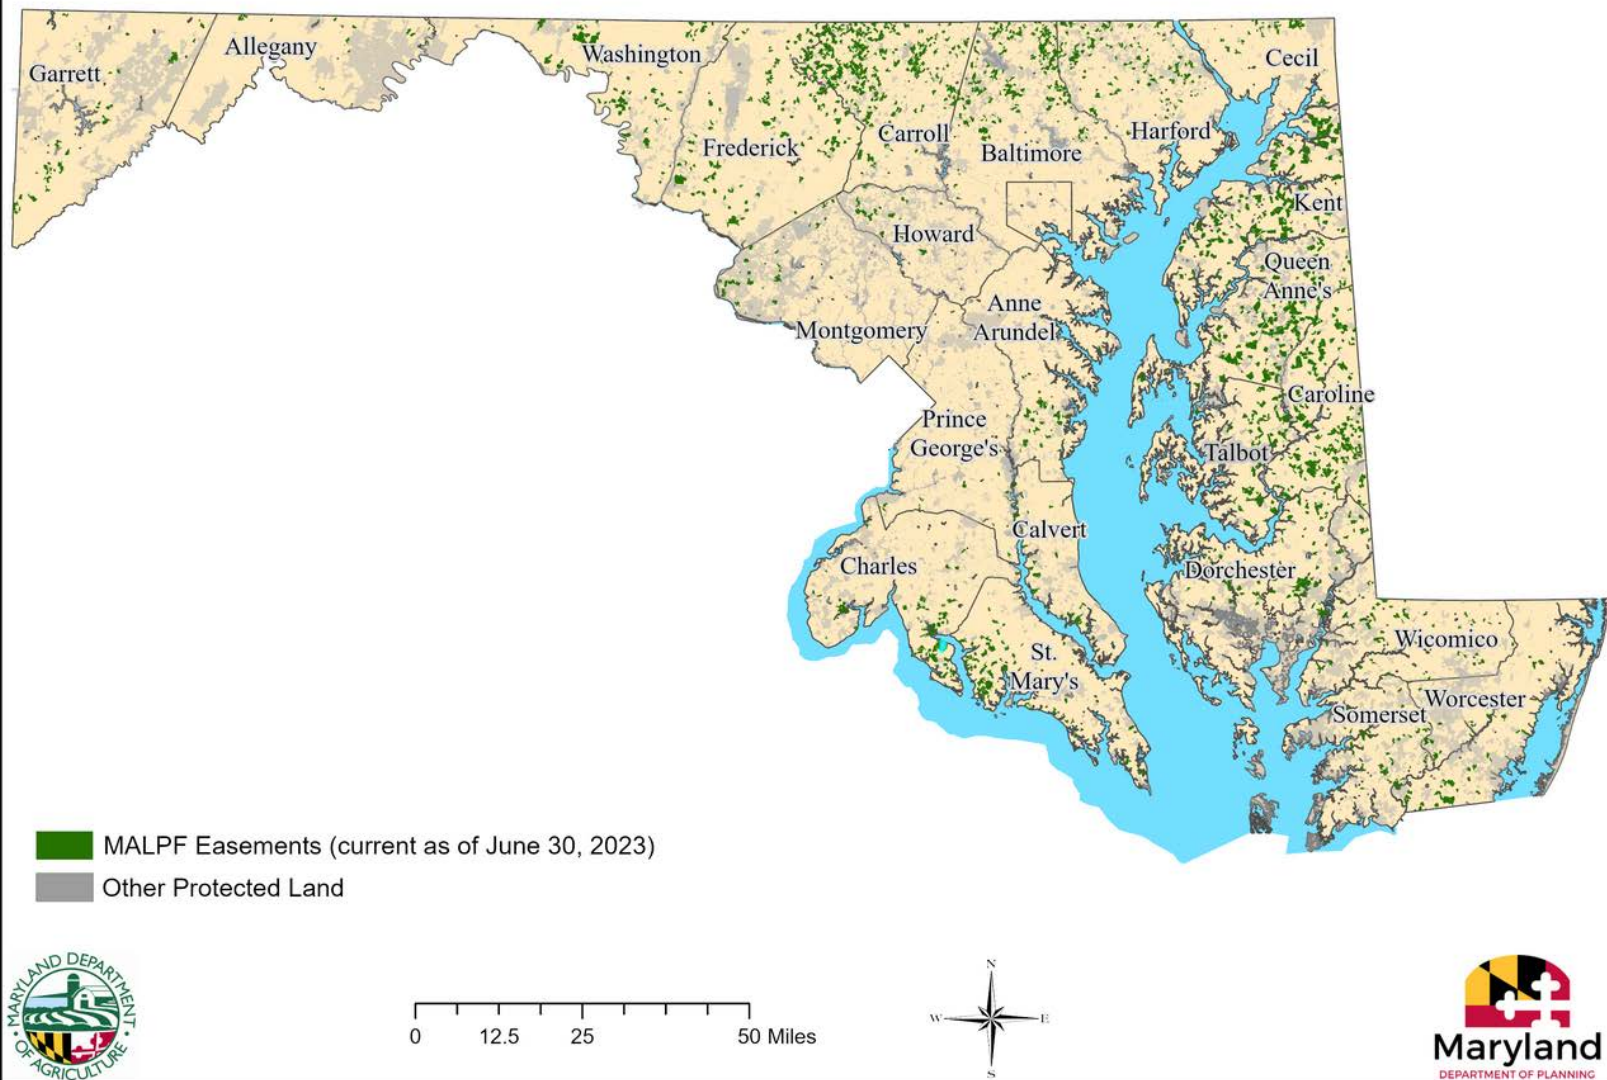 Garrett
Allegany
Washington
Frederick
Carroll
Baltimore
Harford
Cecil
Kent
Howard
Queen
Anne's
Montgomery
Anne
Arundel
Caroline
Prince
George's
Talbot
Calvert
Charles
Dorchester
St.
Mary's
Wicomico
Worcester
Somerset
MALPF Easements (current as of June 30, 2023)
Other Protected Land
MARYLAND DEPARTMENT
OF AGRICULTURE
0 12.5 25 50 Miles
N
W E
S
Maryland
DEPARTMENT OF PLANNING